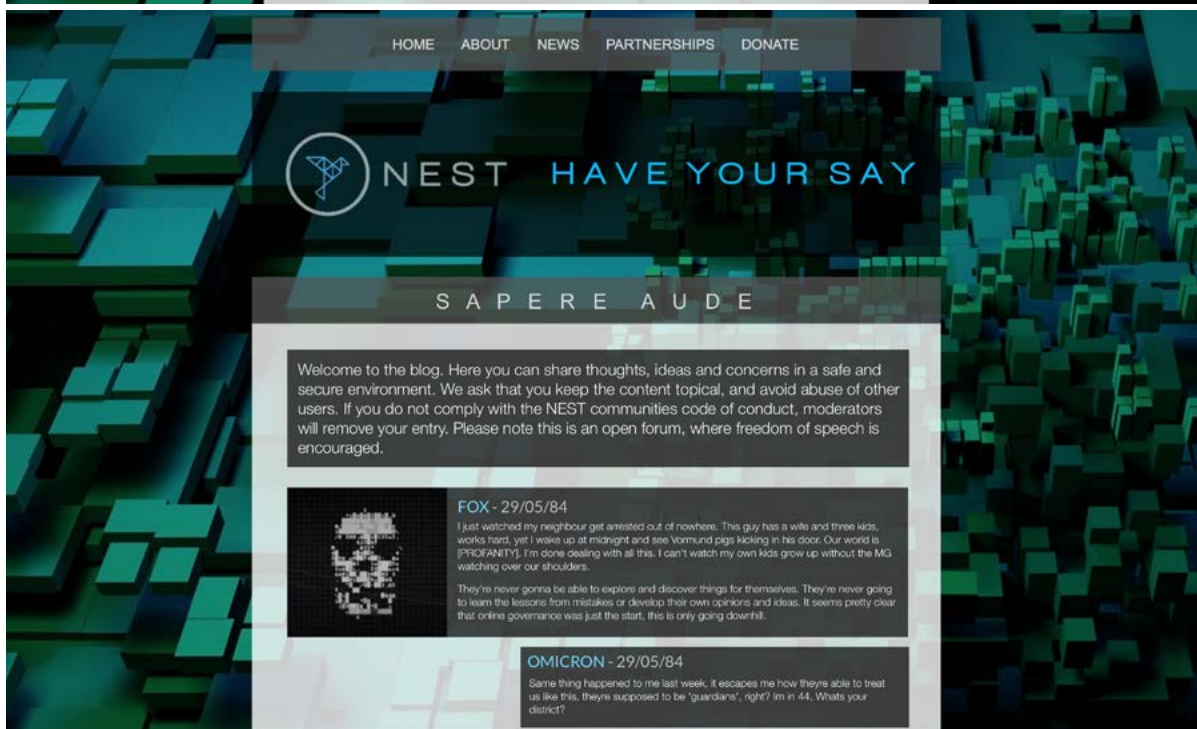 HOME ABOUT NEWS PARTNERSHIPS DONATE
NEST HAVE YOUR SAY
SAPERE AUDE
Welcome to the blog. Here you can share thoughts, ideas and concerns in a safe and
secure environment. We ask that you keep the content topical, and avoid abuse of other
users. If you do not comply with the NEST communities code of conduct, moderators
will remove your entry. Please note this is an open forum, where freedom of speech is
encouraged.
FOX - 29/05/84
I just watched my neighbour get arrested out of nowhere. This guy has a wife and three kids,
works hard, yet I wake up at midnight and see Vormund pigs kicking in his door. Our world is
[PROFANITY]. I'm done dealing with all this. I can't watch my own kids grow up without the MG
watching over our shoulders.
They're never gonna be able to explore and discover things for themselves. They're never going
to learn the lessons from mistakes or develop their own opinions and ideas. It seems pretty clear
that online governance was just the start, this is only going downhill.
OMICRON - 29/05/84
Same thing happened to me last week, it escapes me how theyre able to treat
us like this, theyre supposed to be 'guardians', right? Im in 44, Whats your
district?